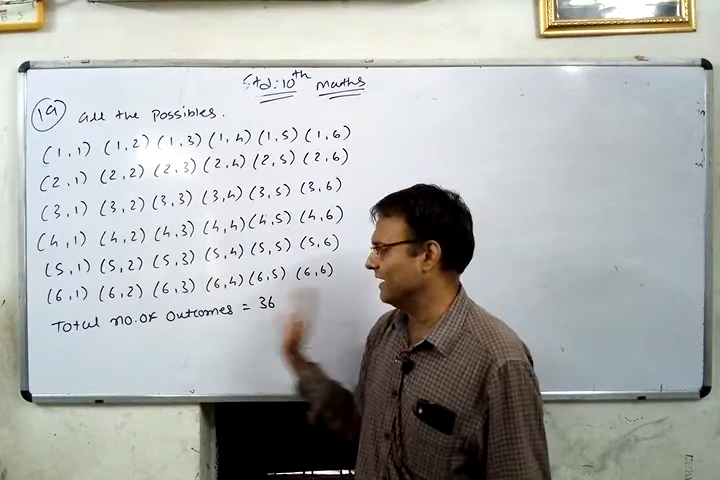 Std: 10th Maths
19 all the possibles.
(1,1) (1,2) (1,3) (1,4) (1,5) (1,6)
(2,1) (2,2) (2,3) (2,4) (2,5) (2,6)
(3,1) (3,2) (3,3) (3,4) (3,5) (3,6)
(4,1) (4,2) (4,3) (4,4) (4,5) (4,6)
(5,1) (5,2) (5,3) (5,4) (5,5) (5,6)
(6,1) (6,2) (6,3) (6,4) (6,5) (6,6)
Total no. of outcomes = 36